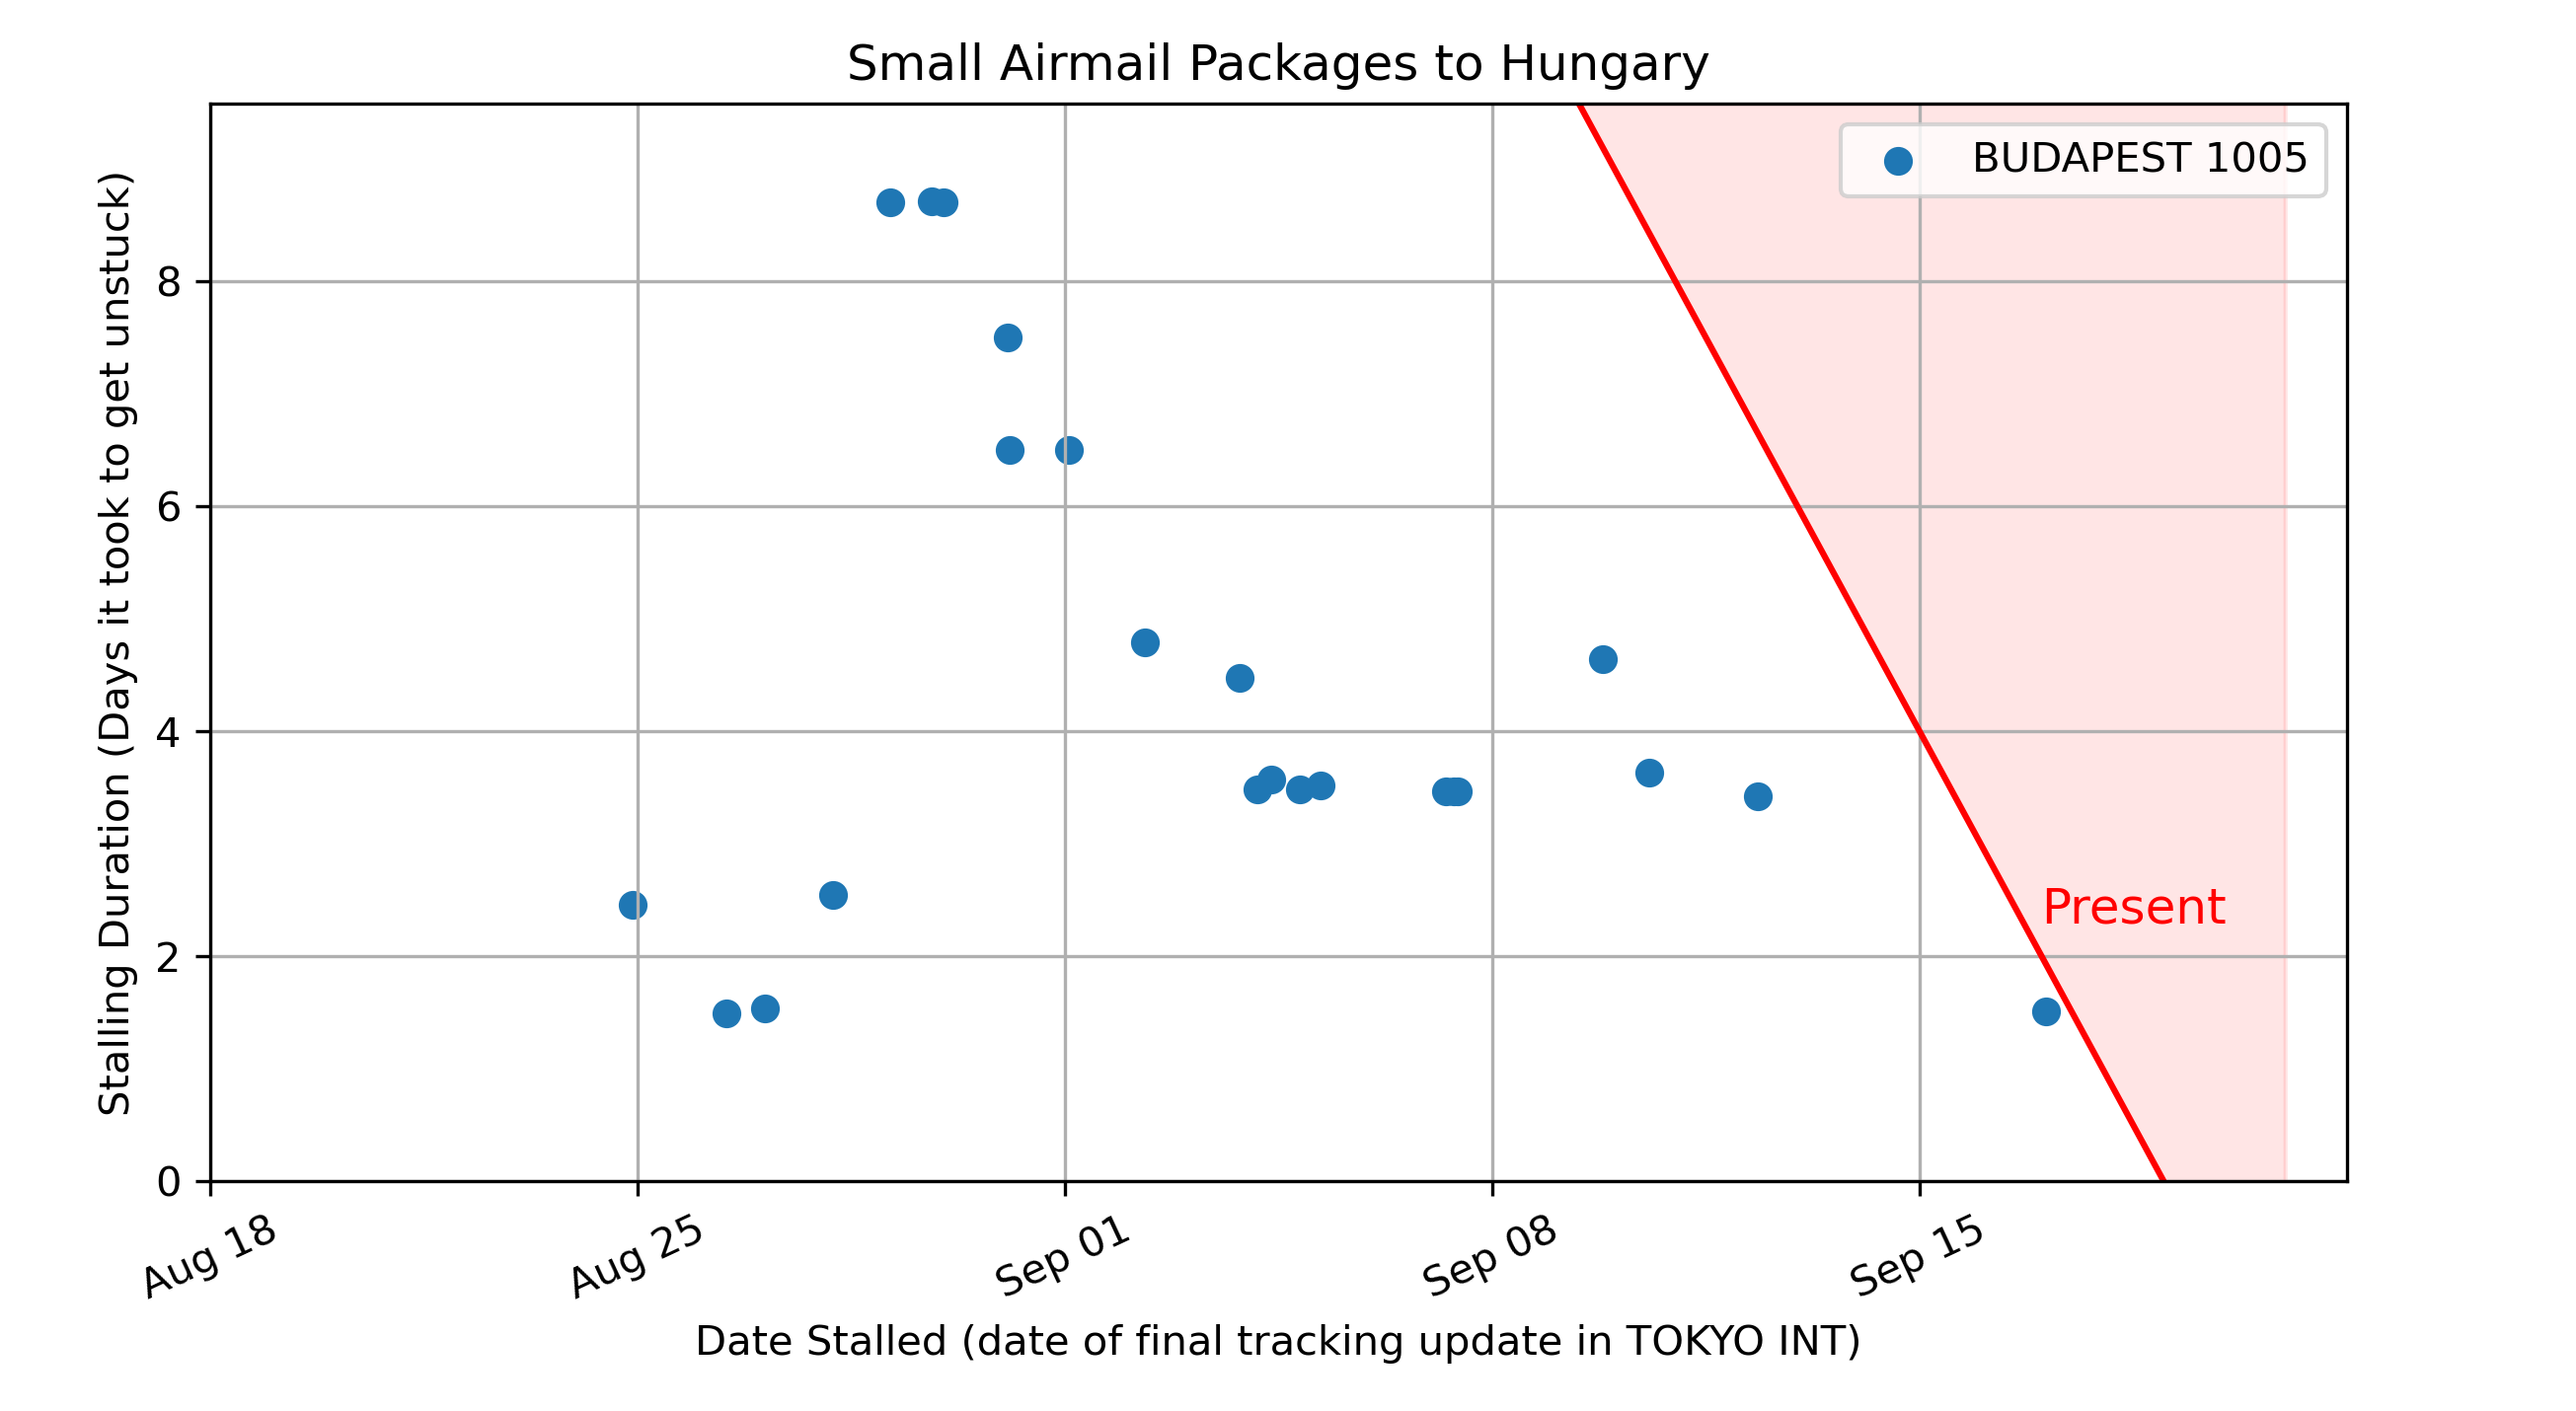 Small Airmail Packages to Hungary
BUDAPEST 1005
Stalling Duration (Days it took to get unstuck)
8
6
4
2
0
Present
Aug 18
Aug 25
Sep 01
Sep 08
Sep 15
Date Stalled (date of final tracking update in TOKYO INT)